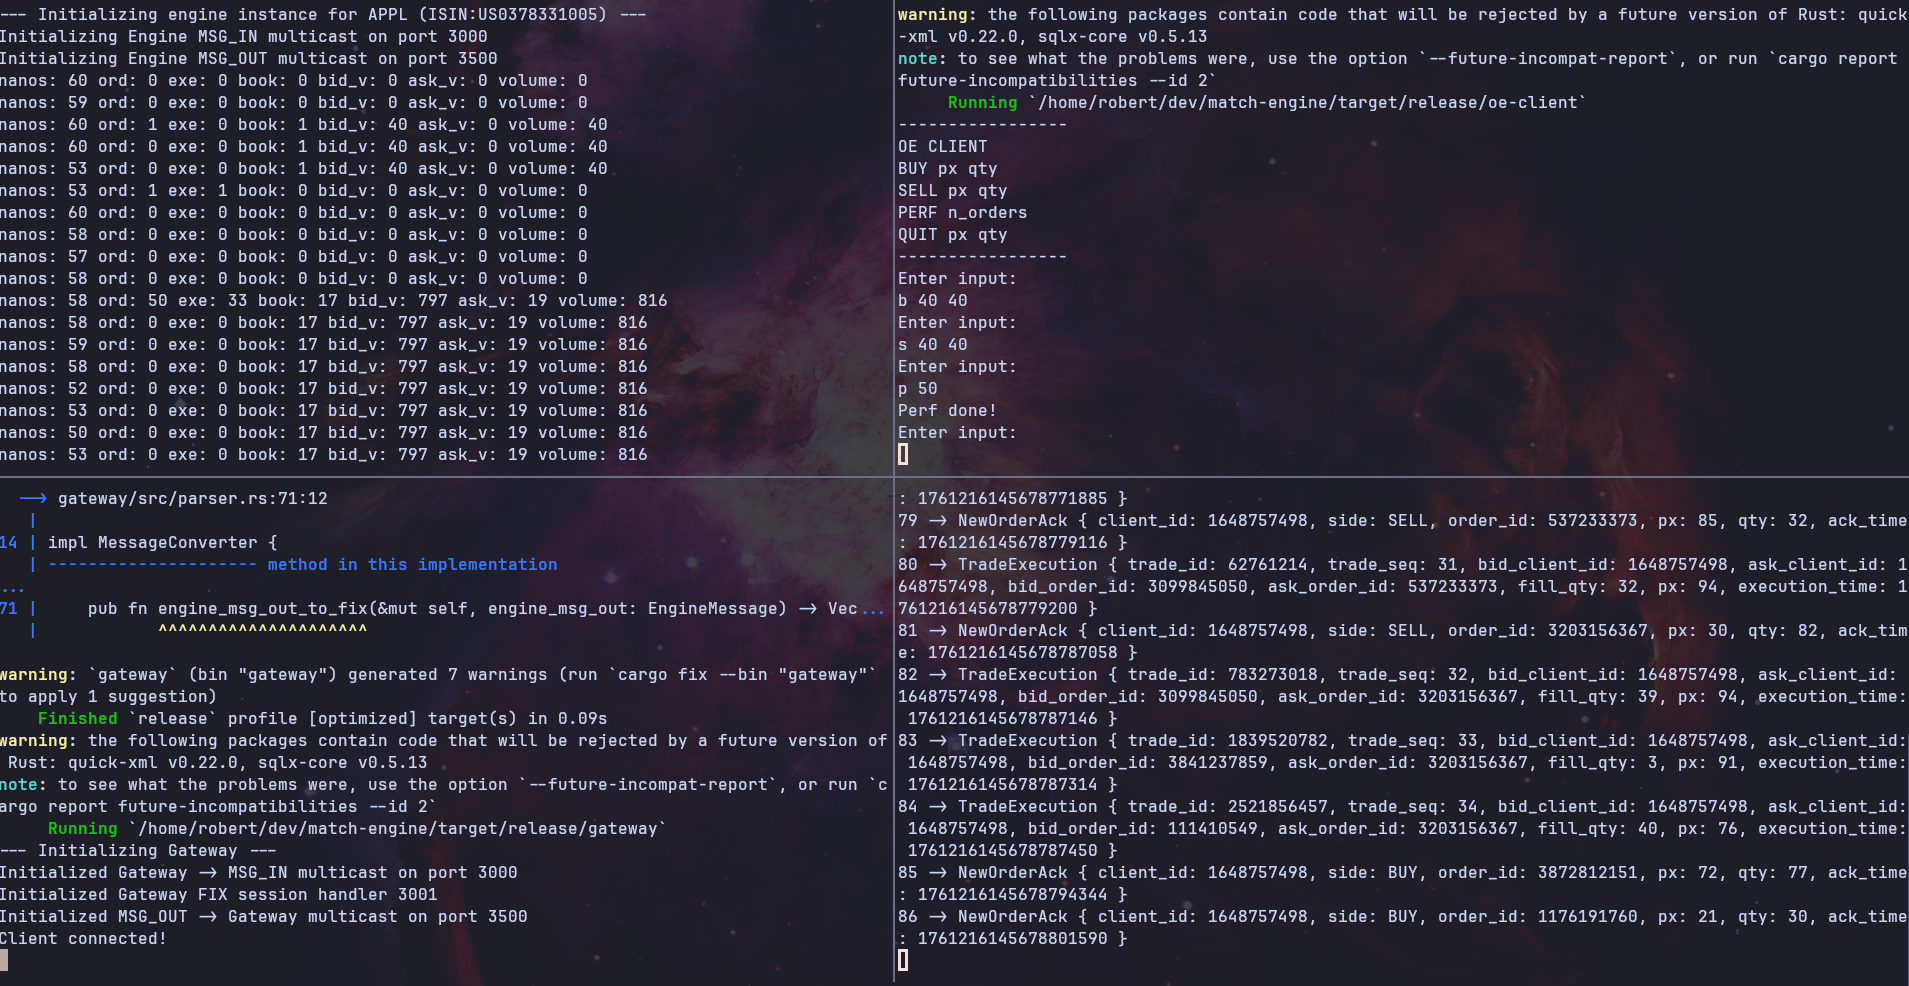 --- Initializing engine instance for APPL (ISIN:US0378331005) ---
Initializing Engine MSG_IN multicast on port 3000
Initializing Engine MSG_OUT multicast on port 3500
nanos: 60 ord: 0 exe: 0 book: 0 bid_v: 0 ask_v: 0 volume: 0
nanos: 59 ord: 0 exe: 0 book: 0 bid_v: 0 ask_v: 0 volume: 0
nanos: 60 ord: 1 exe: 0 book: 1 bid_v: 40 ask_v: 0 volume: 40
nanos: 60 ord: 0 exe: 0 book: 1 bid_v: 40 ask_v: 0 volume: 40
nanos: 53 ord: 0 exe: 0 book: 1 bid_v: 40 ask_v: 0 volume: 40
nanos: 53 ord: 1 exe: 1 book: 0 bid_v: 0 ask_v: 0 volume: 0
nanos: 60 ord: 0 exe: 0 book: 0 bid_v: 0 ask_v: 0 volume: 0
nanos: 58 ord: 0 exe: 0 book: 0 bid_v: 0 ask_v: 0 volume: 0
nanos: 57 ord: 0 exe: 0 book: 0 bid_v: 0 ask_v: 0 volume: 0
nanos: 58 ord: 0 exe: 0 book: 0 bid_v: 0 ask_v: 0 volume: 0
nanos: 58 ord: 50 exe: 33 book: 17 bid_v: 797 ask_v: 19 volume: 816
nanos: 58 ord: 0 exe: 0 book: 17 bid_v: 797 ask_v: 19 volume: 816
nanos: 59 ord: 0 exe: 0 book: 17 bid_v: 797 ask_v: 19 volume: 816
nanos: 58 ord: 0 exe: 0 book: 17 bid_v: 797 ask_v: 19 volume: 816
nanos: 52 ord: 0 exe: 0 book: 17 bid_v: 797 ask_v: 19 volume: 816
nanos: 53 ord: 0 exe: 0 book: 17 bid_v: 797 ask_v: 19 volume: 816
nanos: 50 ord: 0 exe: 0 book: 17 bid_v: 797 ask_v: 19 volume: 816
nanos: 53 ord: 0 exe: 0 book: 17 bid_v: 797 ask_v: 19 volume: 816
warning: the following packages contain code that will be rejected by a future version of Rust: quick
-xml v0.22.0, sqlx-core v0.5.13
note: to see what the problems were, use the option `--future-incompat-report`, or run `cargo report
future-incompatibilities --id 2`
Running `/home/robert/dev/match-engine/target/release/oe-client`
-----------------
OE CLIENT
BUY px qty
SELL px qty
PERF n_orders
QUIT px qty
-----------------
Enter input:
b 40 40
Enter input:
s 40 40
Enter input:
p 50
Perf done!
Enter input:
--> gateway/src/parser.rs:71:12
|
14 | impl MessageConverter {
| --------------------- method in this implementation
...
71 | pub fn engine_msg_out_to_fix(&mut self, engine_msg_out: EngineMessage) -> Vec...
| ^^^^^^^^^^^^^^^^^^^^^
warning: `gateway` (bin "gateway") generated 7 warnings (run `cargo fix --bin "gateway"`
to apply 1 suggestion)
Finished `release` profile [optimized] target(s) in 0.09s
warning: the following packages contain code that will be rejected by a future version of
Rust: quick-xml v0.22.0, sqlx-core v0.5.13
note: to see what the problems were, use the option `--future-incompat-report`, or run `c
argo report future-incompatibilities --id 2`
Running `/home/robert/dev/match-engine/target/release/gateway`
--- Initializing Gateway ---
Initialized Gateway -> MSG_IN multicast on port 3000
Initialized Gateway FIX session handler 3001
Initialized MSG_OUT -> Gateway multicast on port 3500
Client connected!
: 1761216145678771885 }
79 -> NewOrderAck { client_id: 1648757498, side: SELL, order_id: 537233373, px: 85, qty: 32, ack_time
: 1761216145678779116 }
80 -> TradeExecution { trade_id: 62761214, trade_seq: 31, bid_client_id: 1648757498, ask_client_id: 1
648757498, bid_order_id: 3099845050, ask_order_id: 537233373, fill_qty: 32, px: 94, execution_time: 1
761216145678779200 }
81 -> NewOrderAck { client_id: 1648757498, side: SELL, order_id: 3203156367, px: 30, qty: 82, ack_tim
e: 1761216145678787058 }
82 -> TradeExecution { trade_id: 783273018, trade_seq: 32, bid_client_id: 1648757498, ask_client_id:
1648757498, bid_order_id: 3099845050, ask_order_id: 3203156367, fill_qty: 39, px: 94, execution_time:
1761216145678787146 }
83 -> TradeExecution { trade_id: 1839520782, trade_seq: 33, bid_client_id: 1648757498, ask_client_id:
1648757498, bid_order_id: 3841237859, ask_order_id: 3203156367, fill_qty: 3, px: 91, execution_time:
1761216145678787314 }
84 -> TradeExecution { trade_id: 2521856457, trade_seq: 34, bid_client_id: 1648757498, ask_client_id:
1648757498, bid_order_id: 111410549, ask_order_id: 3203156367, fill_qty: 40, px: 76, execution_time:
1761216145678787450 }
85 -> NewOrderAck { client_id: 1648757498, side: BUY, order_id: 3872812151, px: 72, qty: 77, ack_time
: 1761216145678794344 }
86 -> NewOrderAck { client_id: 1648757498, side: BUY, order_id: 1176191760, px: 21, qty: 30, ack_time
: 1761216145678801590 }